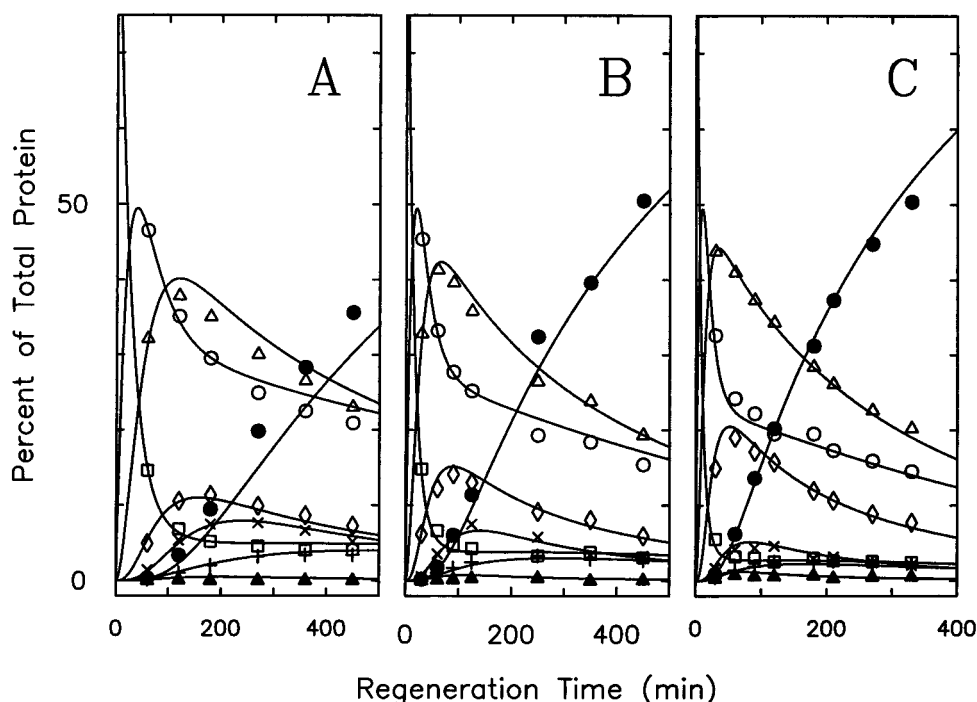 A B C
Percent of Total Protein
50
0
0 200 400 0 200 400 0 200 400
Regeneration Time (min)